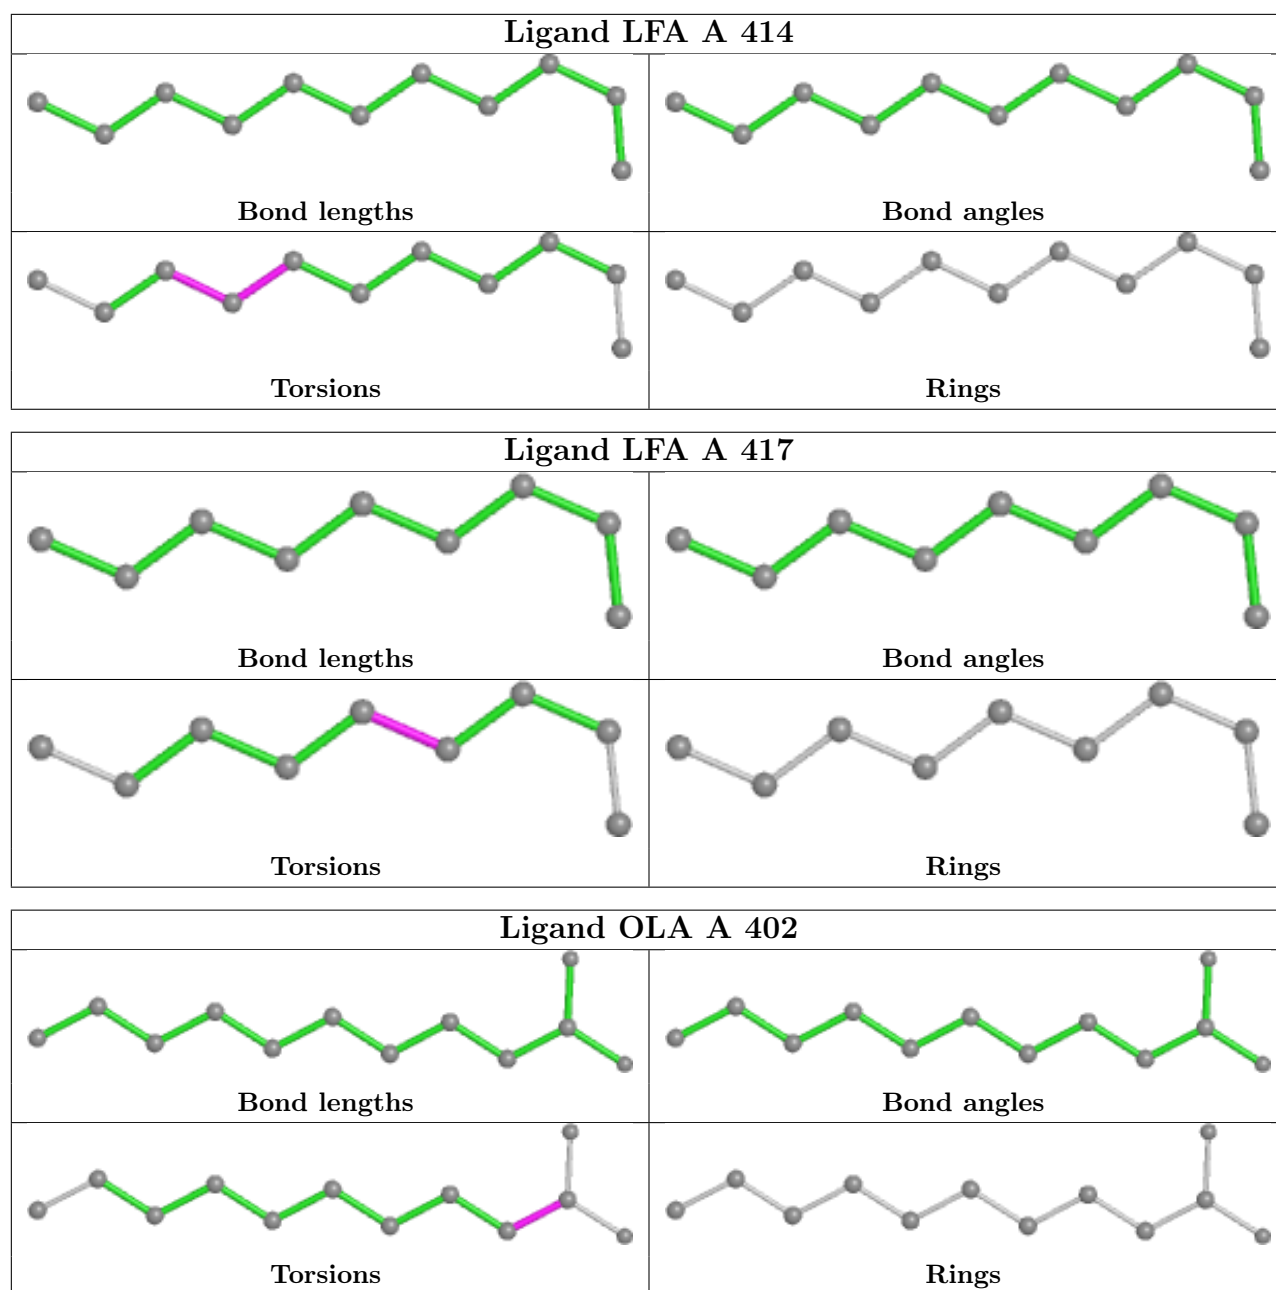 Ligand LFA A 414
Bond lengths Bond angles
Torsions Rings
Ligand LFA A 417
Bond lengths Bond angles
Torsions Rings
Ligand OLA A 402
Bond lengths Bond angles
Torsions Rings